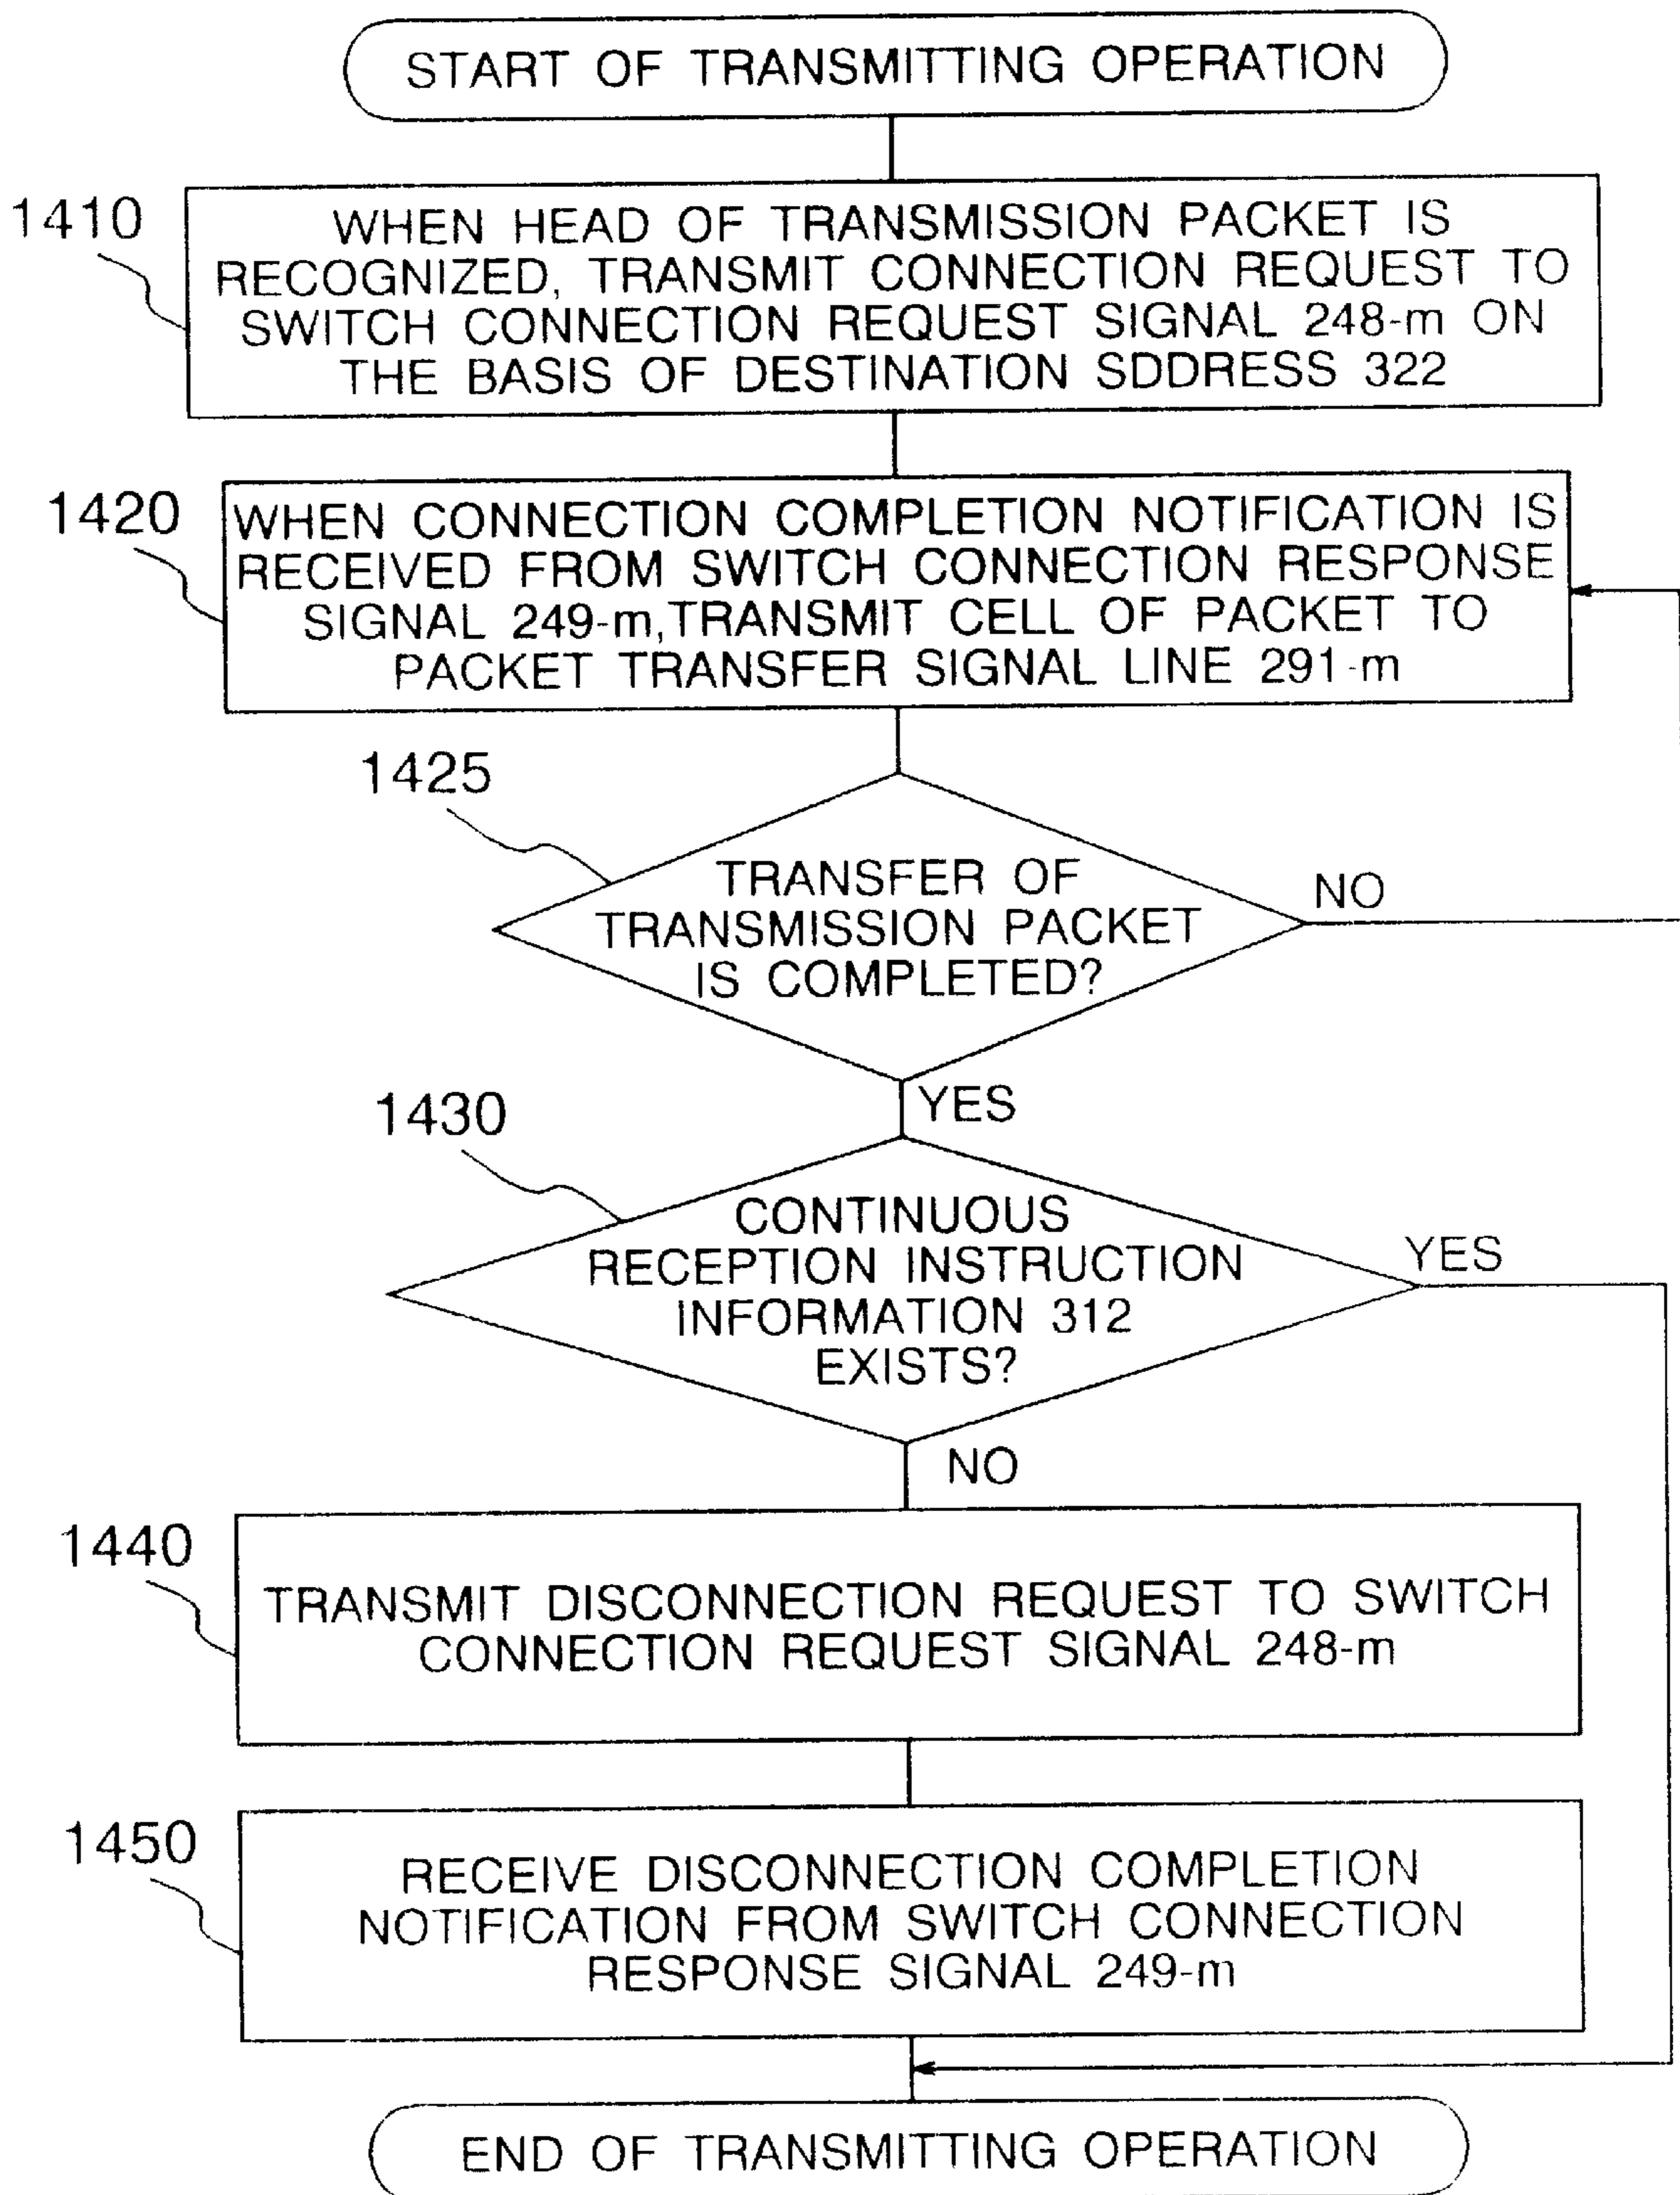 START OF TRANSMITTING OPERATION
1410
WHEN HEAD OF TRANSMISSION PACKET IS
RECOGNIZED, TRANSMIT CONNECTION REQUEST TO
SWITCH CONNECTION REQUEST SIGNAL 248-m ON
THE BASIS OF DESTINATION SDDRESS 322
1420
WHEN CONNECTION COMPLETION NOTIFICATION IS
RECEIVED FROM SWITCH CONNECTION RESPONSE
SIGNAL 249-m,TRANSMIT CELL OF PACKET TO
PACKET TRANSFER SIGNAL LINE 291-m
1425
TRANSFER OF
TRANSMISSION PACKET
IS COMPLETED?
NO
YES
1430
CONTINUOUS
RECEPTION INSTRUCTION
INFORMATION 312
EXISTS?
YES
NO
1440
TRANSMIT DISCONNECTION REQUEST TO SWITCH
CONNECTION REQUEST SIGNAL 248-m
1450
RECEIVE DISCONNECTION COMPLETION
NOTIFICATION FROM SWITCH CONNECTION
RESPONSE SIGNAL 249-m
END OF TRANSMITTING OPERATION